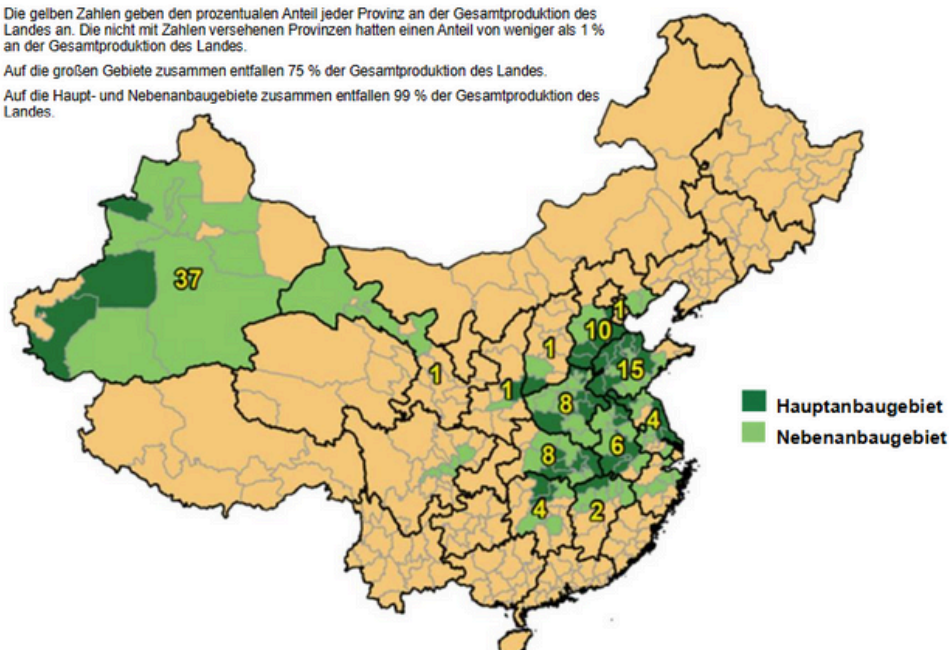 Die gelben Zahlen geben den prozentualen Anteil jeder Provinz an der Gesamtproduktion des
Landes an. Die nicht mit Zahlen versehenen Provinzen hatten einen Anteil von weniger als 1 %
an der Gesamtproduktion des Landes.
Auf die großen Gebiete zusammen entfallen 75 % der Gesamtproduktion des Landes.
Auf die Haupt- und Nebenanbaugebiete zusammen entfallen 99 % der Gesamtproduktion des
Landes.
37
1
10
1
15
1
1
8
4
6
8
4
2
Hauptanbaugebiet
Nebenanbaugebiet